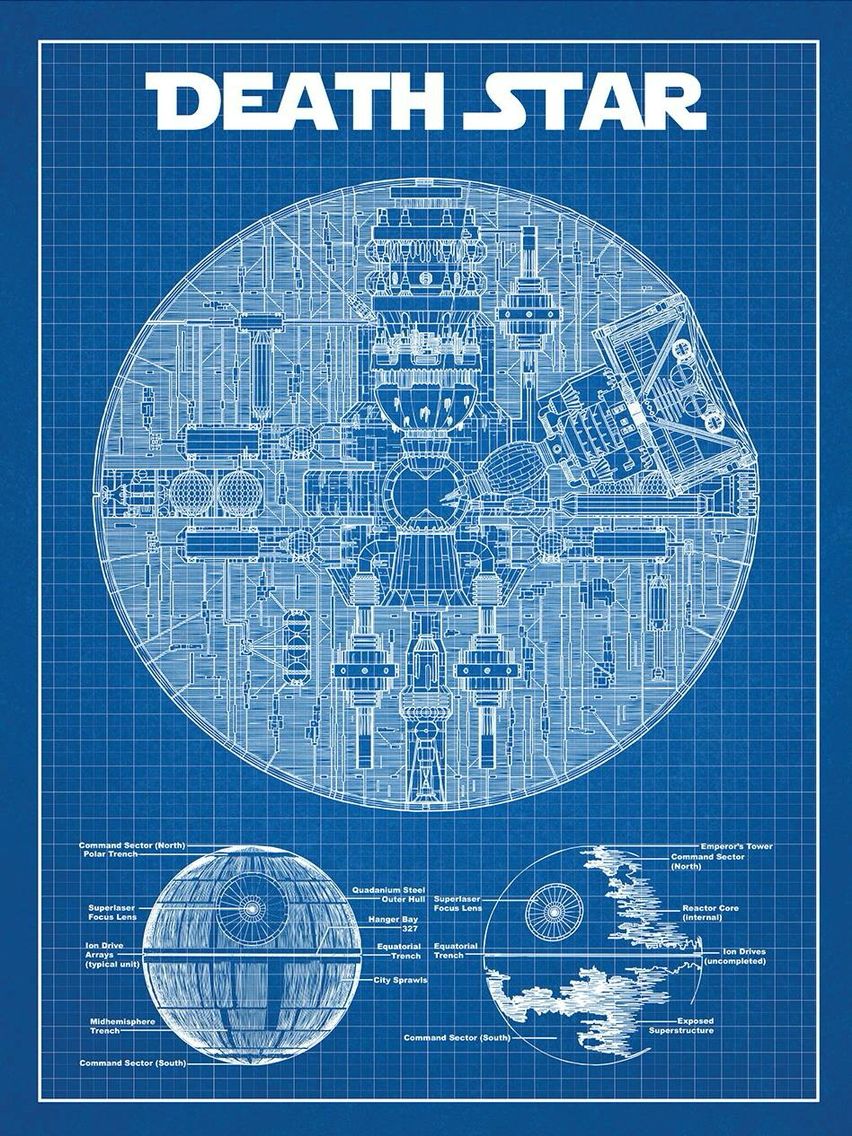 DEATH STAR
Command Sector (North)
Polar Trench
Superlaser
Focus Lens
Ion Drive
Arrays
(typical unit)
Midhemisphere
Trench
Command Sector (South)
Quadanium Steel
Outer Hull
Hanger Bay
327
Equatorial
Trench
City Sprawls
Superlaser
Focus Lens
Equatorial
Trench
Command Sector (South)
Emperor's Tower
Command Sector
(North)
Reactor Core
(internal)
Ion Drives
(uncompleted)
Exposed
Superstructure